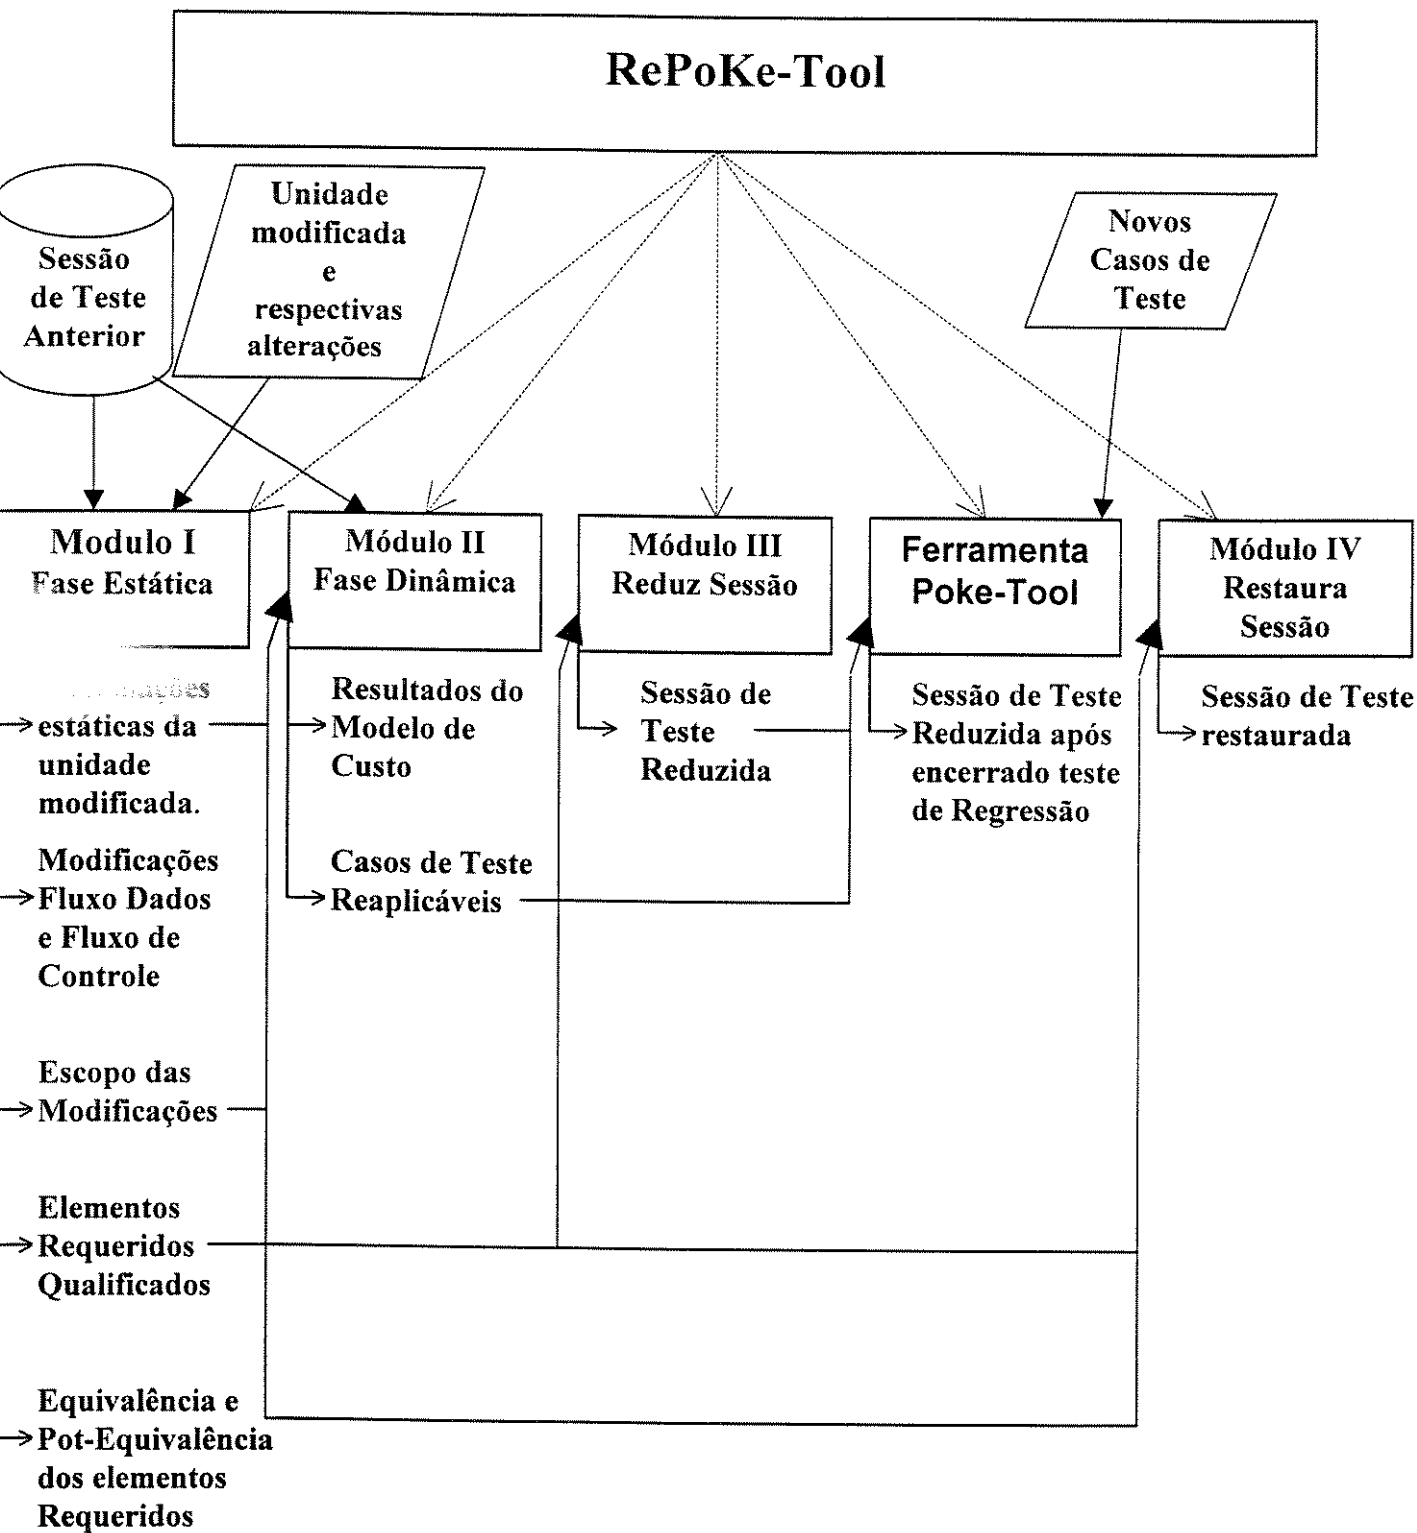 RePoKe-Tool
Sessão
de Teste
Anterior
Unidade
modificada
e
respectivas
alterações
Novos
Casos de
Teste
Modulo I
Fase Estática
Módulo II
Fase Dinâmica
Módulo III
Reduz Sessão
Ferramenta
Poke-Tool
Módulo IV
Restaura
Sessão
estáticas da
unidade
modificada.
Modificações
Fluxo Dados
e Fluxo de
Controle
Escopo das
Modificações
Elementos
Requeridos
Qualificados
Equivalência e
Pot-Equivalência
dos elementos
Requeridos
Resultados do
Modelo de
Custo
Casos de Teste
Reaplicáveis
Sessão de
Teste
Reduzida
Sessão de Teste
Reduzida após
encerrado teste
de Regressão
Sessão de Teste
restaurada